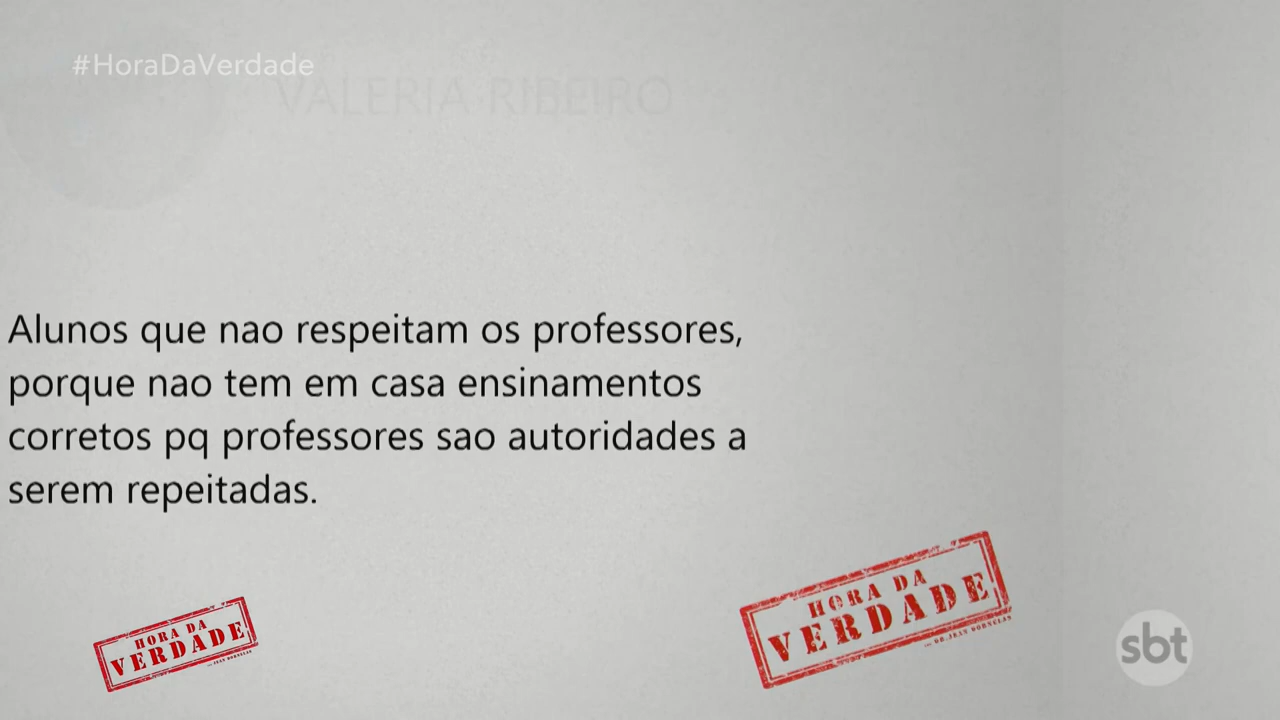 #HoraDaVerdade
VALERIA RIBEIRO
Alunos que nao respeitam os professores,
porque nao tem em casa ensinamentos
corretos pq professores sao autoridades a
serem repeitadas.
HORA DA
VERDADE
HORA DA
VERDADE
sbt